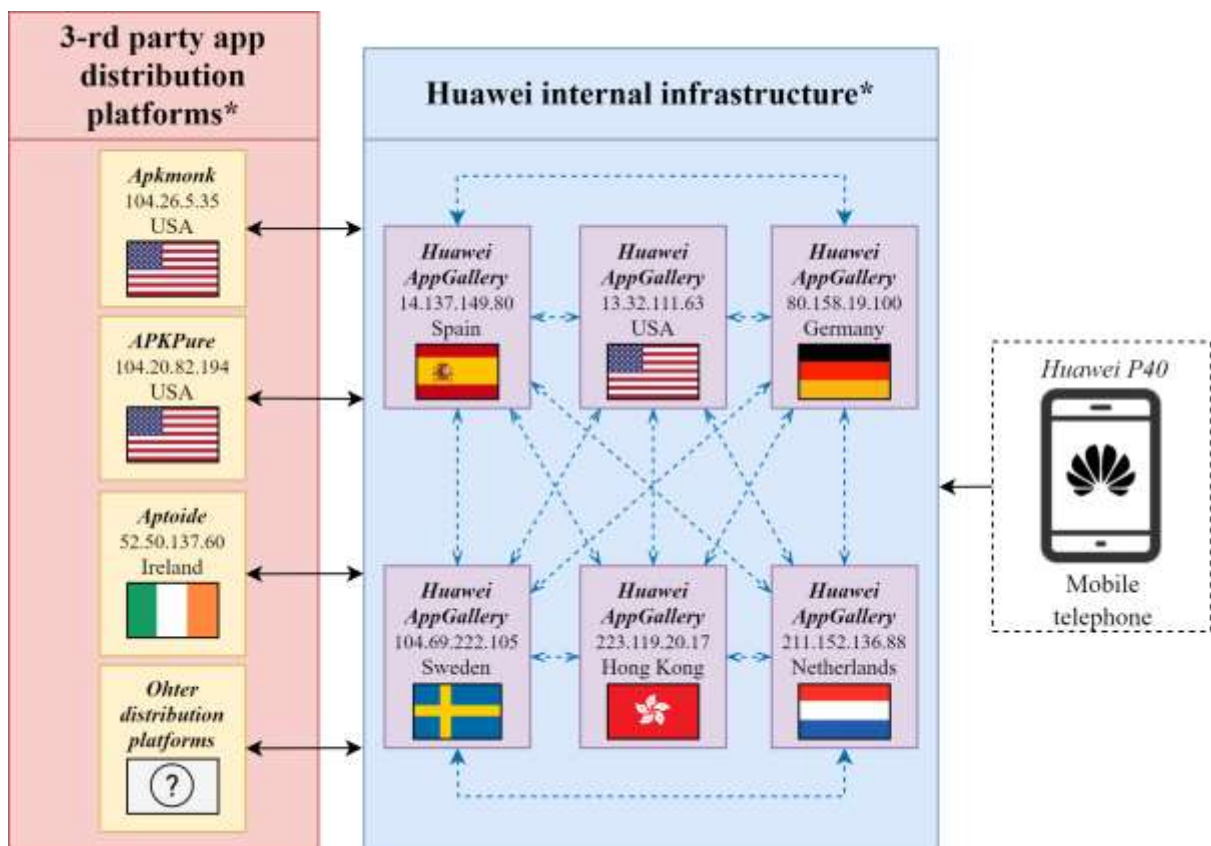 3-rd party app
distribution
platforms*
Apkmonk
104.26.5.35
USA
APKPure
104.20.82.194
USA
Aptoide
52.50.137.60
Ireland
Ohter
distribution
platforms
?
Huawei internal infrastructure*
Huawei
AppGallery
14.137.149.80
Spain
Huawei
AppGallery
13.32.111.63
USA
Huawei
AppGallery
80.158.19.100
Germany
Huawei
AppGallery
104.69.222.105
Sweden
Huawei
AppGallery
223.119.20.17
Hong Kong
Huawei
AppGallery
211.152.136.88
Netherlands
Huawei P40
Mobile
telephone